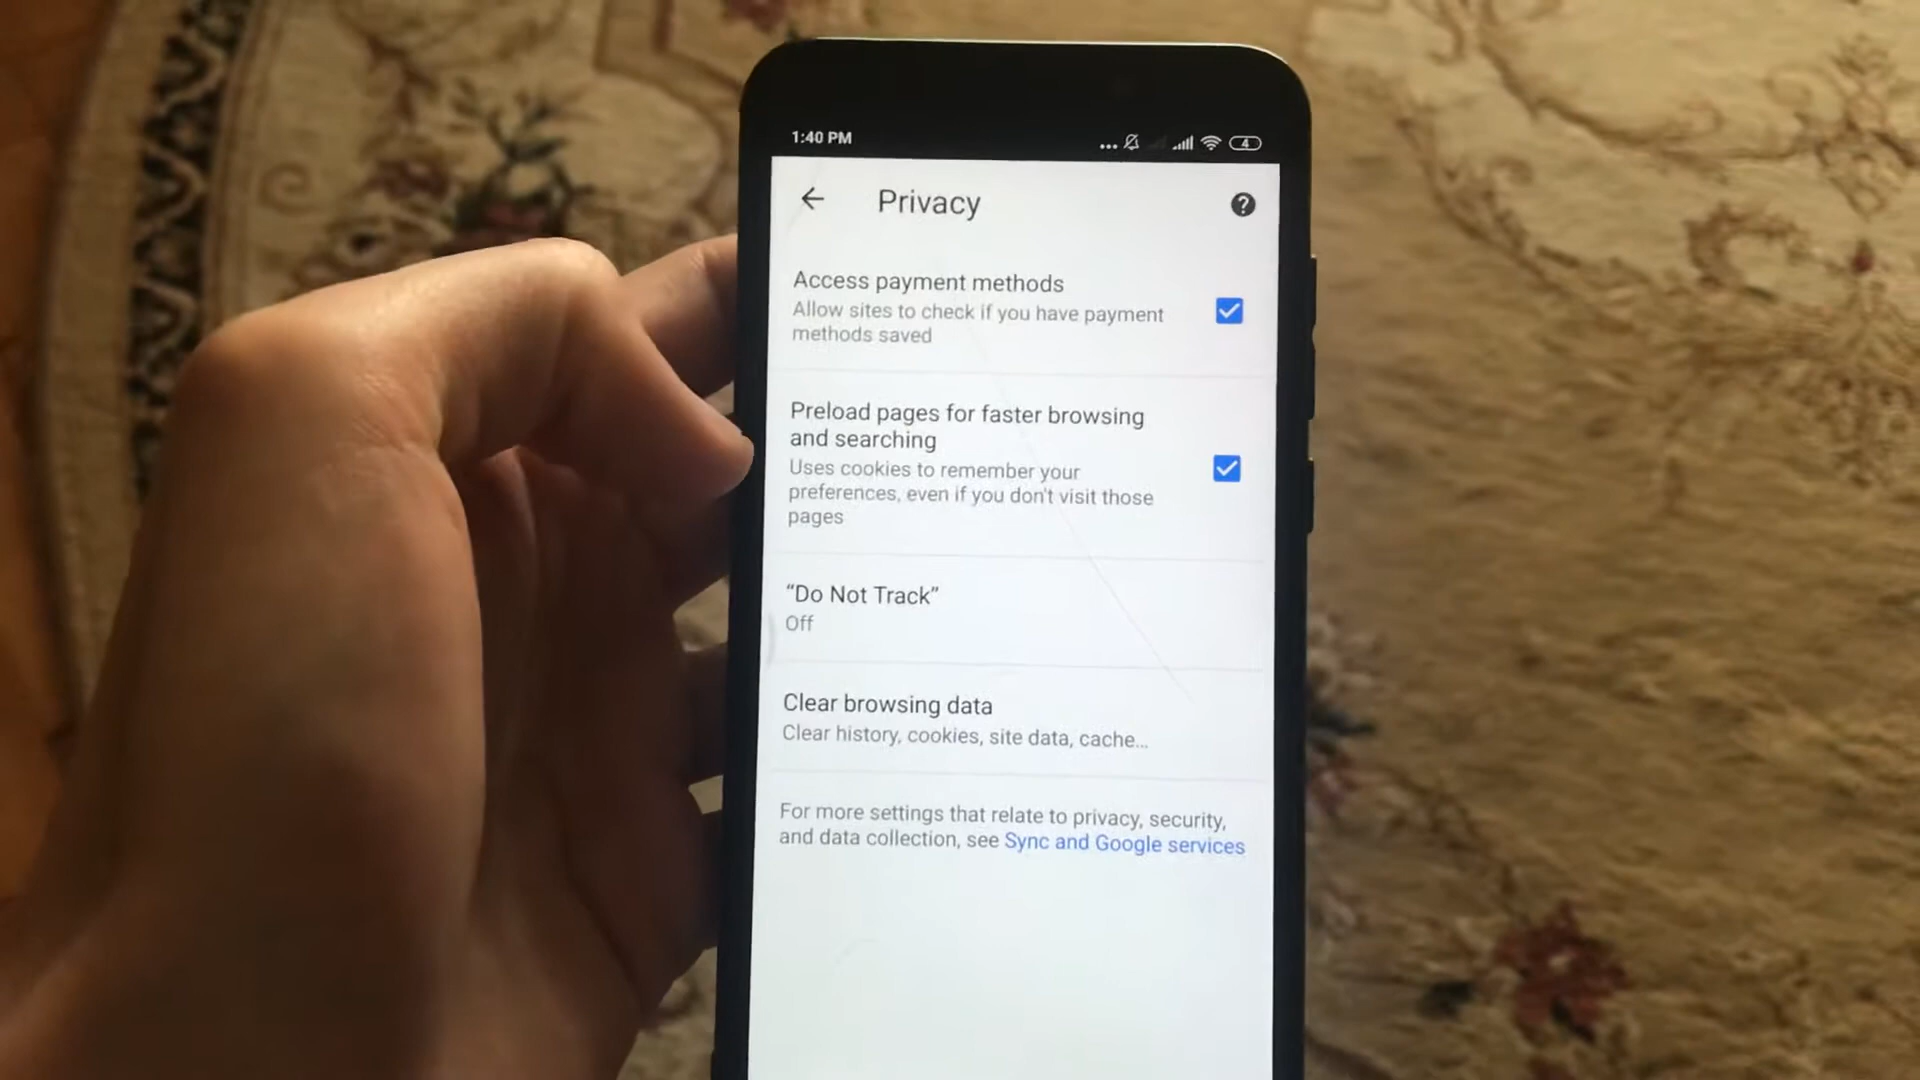 1:40 PM
4
Privacy
Access payment methods
Allow sites to check if you have payment
methods saved
Preload pages for faster browsing
and searching
Uses cookies to remember your
preferences, even if you don't visit those
pages
“Do Not Track”
Off
Clear browsing data
Clear history, cookies, site data, cache...
For more settings that relate to privacy, security,
and data collection, see Sync and Google services